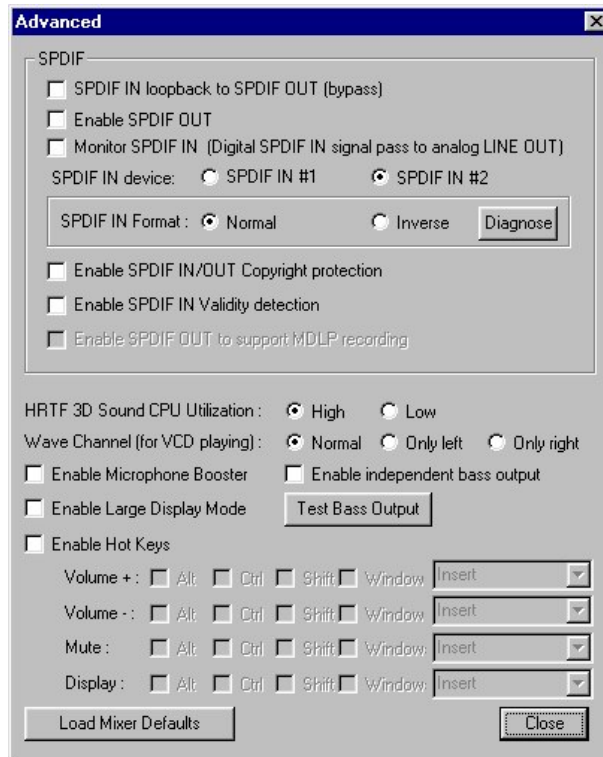 Advanced
SPDIF
SPDIF IN loopback to SPDIF OUT (bypass)
Enable SPDIF OUT
Monitor SPDIF IN (Digital SPDIF IN signal pass to analog LINE OUT)
SPDIF IN device: SPDIF IN #1 SPDIF IN #2
SPDIF IN Format : Normal Inverse Diagnose
Enable SPDIF IN/OUT Copyright protection
Enable SPDIF IN Validity detection
Enable SPDIF OUT to support MDLP recording
HRTF 3D Sound CPU Utilization : High Low
Wave Channel (for VCD playing) : Normal Only left Only right
Enable Microphone Booster Enable independent bass output
Enable Large Display Mode Test Bass Output
Enable Hot Keys
Volume + : Alt Ctrl Shift Window Insert
Volume - : Alt Ctrl Shift Window Insert
Mute : Alt Ctrl Shift Window: Insert
Display : Alt Ctrl Shift Window: Insert
Load Mixer Defaults Close